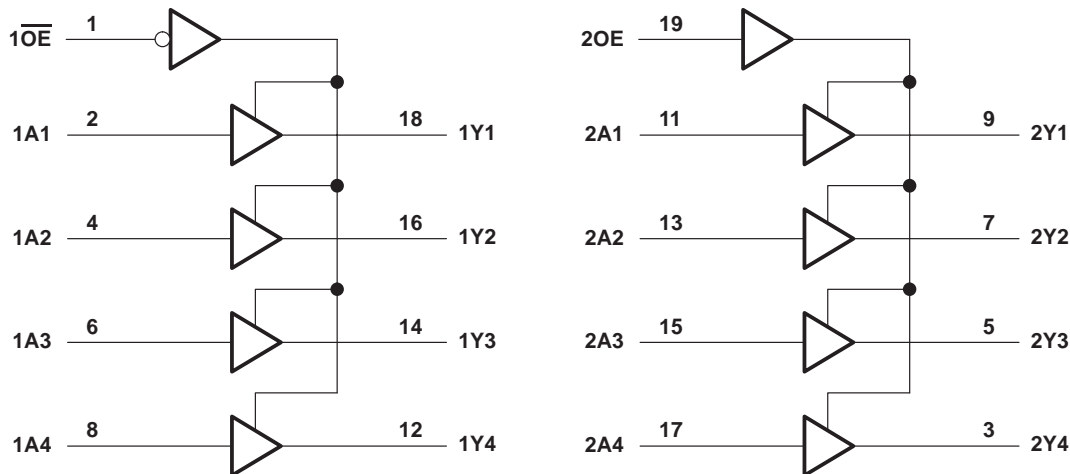 1O̅E̅ 1
1A1 2 18 1Y1
1A2 4 16 1Y2
1A3 6 14 1Y3
1A4 8 12 1Y4
2OE 19
2A1 11 9 2Y1
2A2 13 7 2Y2
2A3 15 5 2Y3
2A4 17 3 2Y4